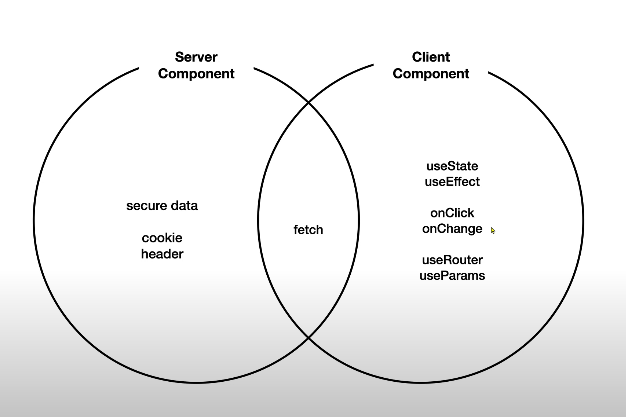 Server
Component
Client
Component
secure data
cookie
header
fetch
useState
useEffect
onClick
onChange
useRouter
useParams